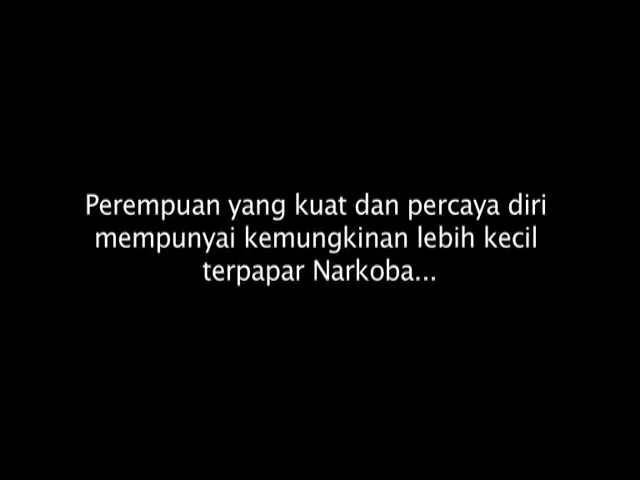 Perempuan yang kuat dan percaya diri
mempunyai kemungkinan lebih kecil
terpapar Narkoba...